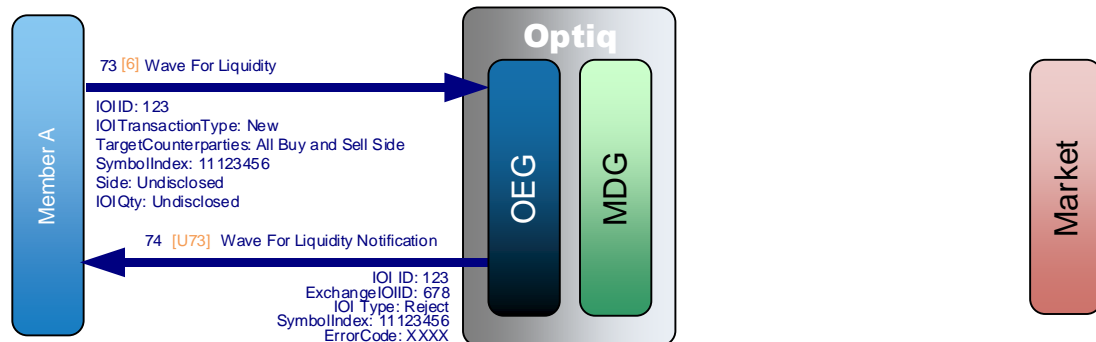 Optiq
73 [6] Wave For Liquidity
IOIID: 123
IOITransactionType: New
TargetCounterparties: All Buy and Sell Side
SymbolIndex: 11123456
Side: Undisclosed
IOIQty: Undisclosed
Member A
OEG
MDG
Market
74 [U73] Wave For Liquidity Notification
IOI ID: 123
ExchangeIOIID: 678
IOI Type: Reject
SymbolIndex: 11123456
ErrorCode: XXXX